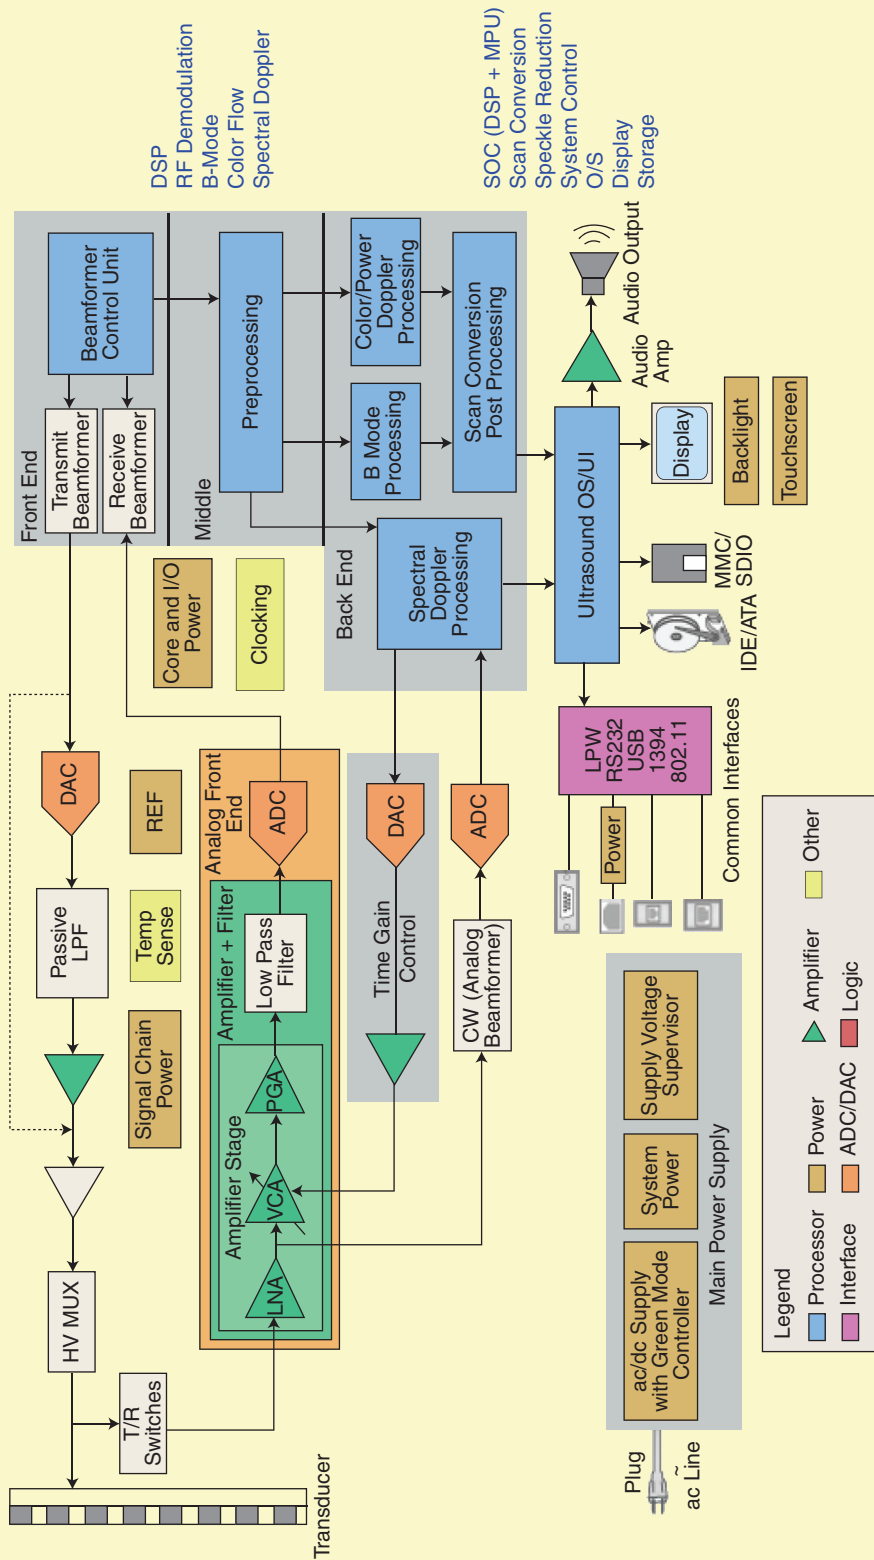 Transducer
HV MUX
T/R
Switches
Passive
LPF
DAC
Signal Chain
Power
Temp
Sense
REF
Front End
Transmit
Beamformer
Receive
Beamformer
Beamformer
Control Unit
DSP
RF Demodulation
B-Mode
Color Flow
Spectral Doppler
Core and I/O
Power
Clocking
Middle
Preprocessing
Analog Front
End
Amplifier + Filter
Amplifier Stage
LNA
VCA
PGA
Low Pass
Filter
ADC
Back End
Spectral
Doppler
Processing
B Mode
Processing
Color/Power
Doppler
Processing
Scan Conversion
Post Processing
SOC (DSP + MPU)
Scan Conversion
Speckle Reduction
System Control
O/S
Display
Storage
Time Gain
Control
DAC
CW (Analog
Beamformer)
ADC
Ultrasound OS/UI
Audio
Amp
Audio Output
LPW
RS232
USB
1394
802.11
Power
Common Interfaces
IDE/ATA
MMC/
SDIO
Display
Backlight
Touchscreen
Plug
~
ac Line
ac/dc Supply
with Green Mode
Controller
System
Power
Supply Voltage
Supervisor
Main Power Supply
Legend
Processor
Power
Amplifier
Other
Interface
ADC/DAC
Logic